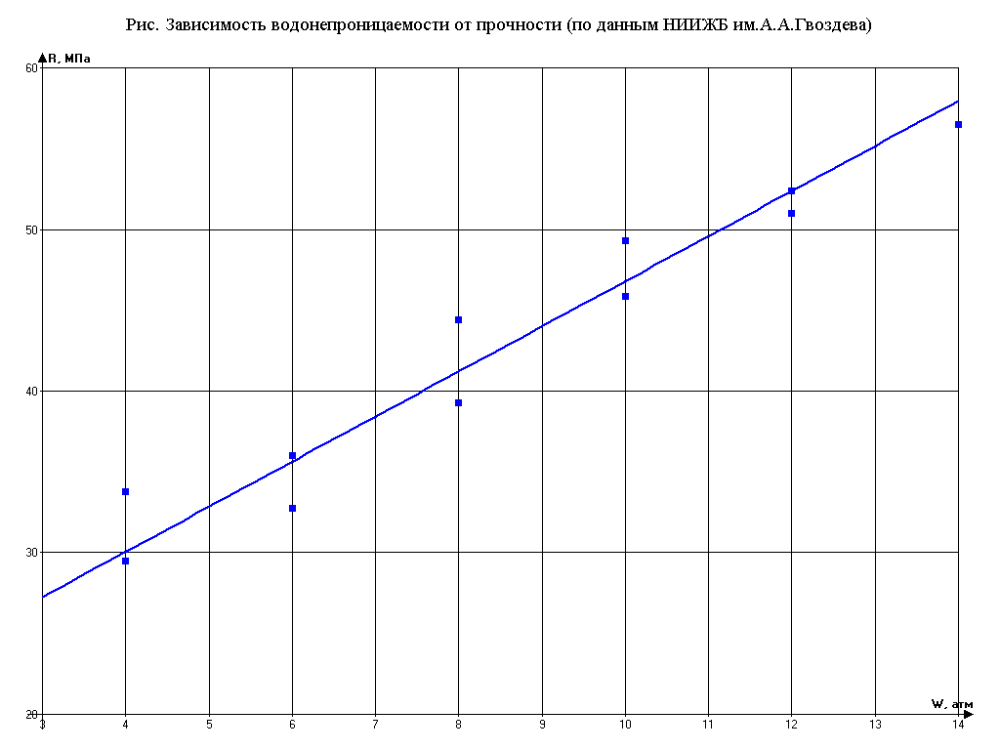 Рис. Зависимость водонепроницаемости от прочности (по данным НИИЖБ им.А.А.Гвоздева)
R, МПа
60
50
40
30
20
W, атм
3 4 5 6 7 8 9 10 11 12 13 14